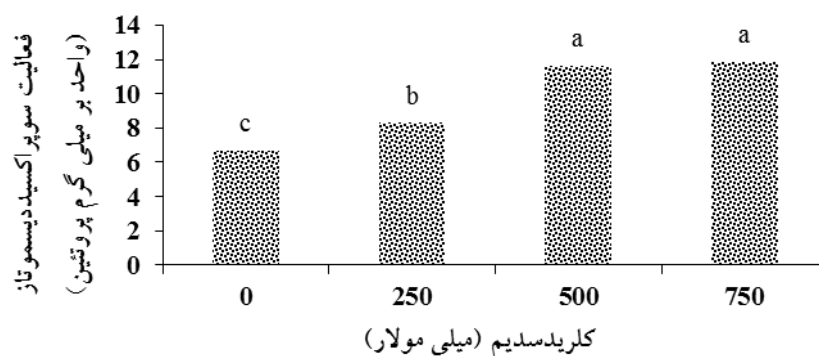 فعالیت سوپراکسیددیسموتاز
(واحد بر میلی گرم پروتئین)
14
12
10
8
6
4
2
0
c
b
a
a
0 250 500 750
کلریدسدیم (میلی مولار)